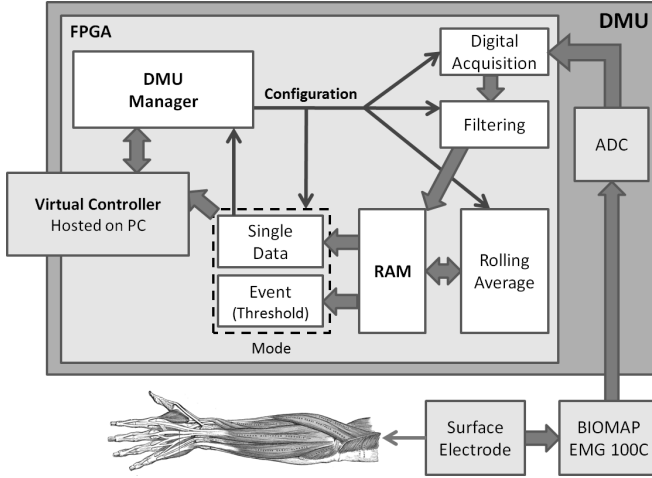 DMU
FPGA
DMU
Manager
Configuration
Digital
Acquisition
Filtering
ADC
Virtual Controller
Hosted on PC
Single
Data
Event
(Threshold)
Mode
RAM
Rolling
Average
Surface
Electrode
BIOMAP
EMG 100C